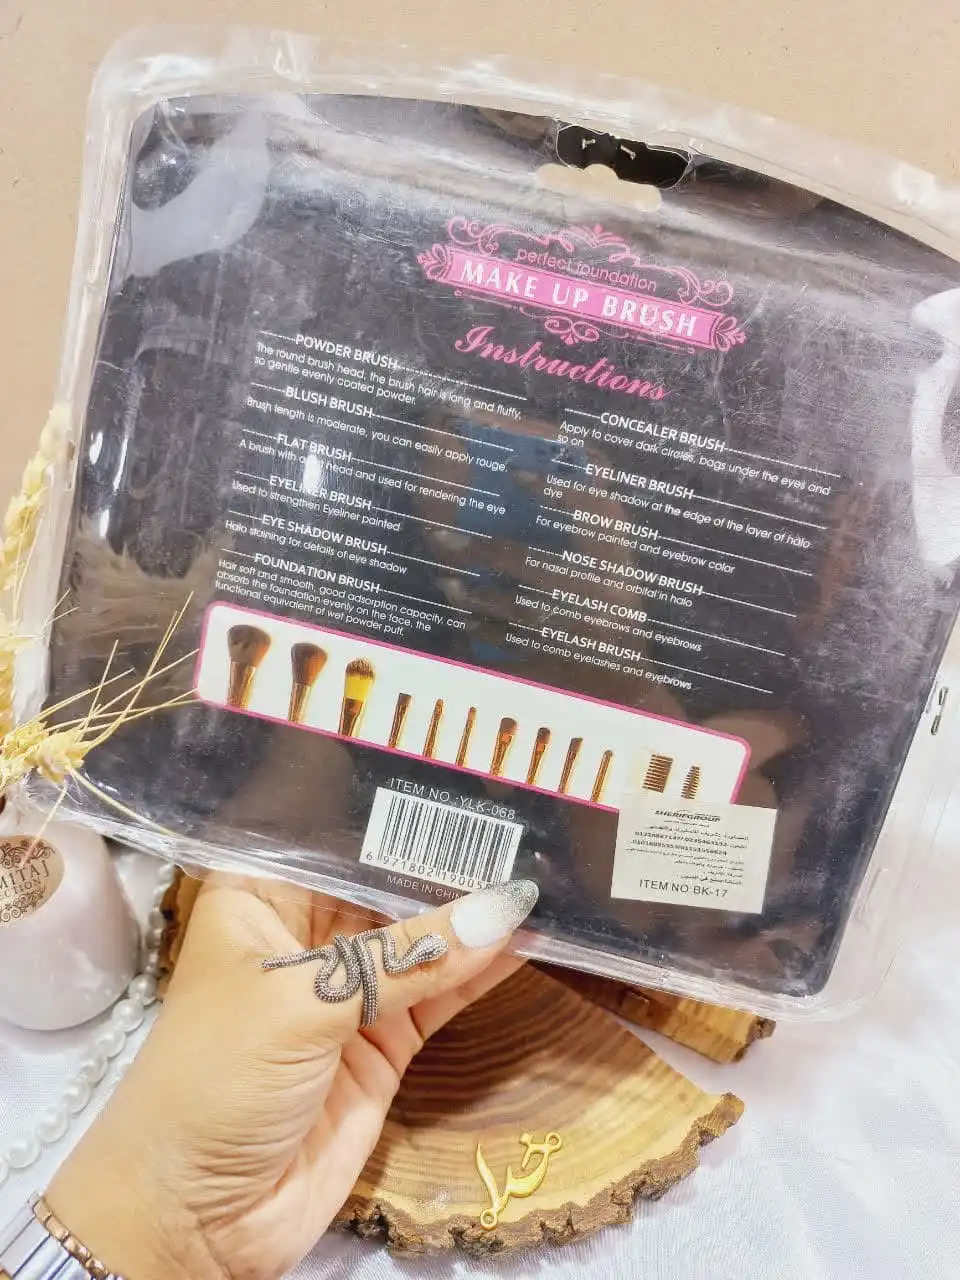 perfect foundation
MAKE UP BRUSH
Instructions
POWDER BRUSH
The round brush head, the brush hair is long and fluffy,
so gentle evenly coated powder.
BLUSH BRUSH
Brush length is moderate, you can easily apply rouge.
FLAT BRUSH
A brush with a head and used for rendering the eye
EYELINER BRUSH
Used to strengthen Eyeliner painted
EYE SHADOW BRUSH
Halo staining for details of eye shadow
FOUNDATION BRUSH
Hair soft and smooth, good adsorption capacity, can
absorb the foundation evenly on the face, the
functional equivalent of wet powder puff.
CONCEALER BRUSH
Apply to cover dark circles, bags under the eyes and
so on
EYELINER BRUSH
Used for eye shadow at the edge of the layer of halo
dye
BROW BRUSH
For eyebrow painted and eyebrow color
NOSE SHADOW BRUSH
For nasal profile and orbital in halo
EYELASH COMB
Used to comb eyebrows and eyebrows
EYELASH BRUSH
Used to comb eyelashes and eyebrows
ITEM NO.:YLK-068
6 971802 19005
MADE IN CHIN
SHERIFGROUP
ITEM NO:BK-17
MITA
CTION